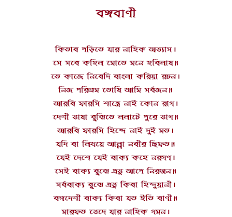 বঙ্গবাণী
কিতাব পড়িতে যার নাহিক অভ্যাস।
সে সবে কহিল মোতে মনে হবিলাষ॥
তে কাজে নিবেদি বাংলা করিয়া রচন।
নিজ পরিশ্রম তোষি আমি সর্বজন॥
আরবি ফারসি শাস্ত্রে নাই কোন রাগ।
দেশী ভাষা বুঝিতে ললাটে পুরে ভাগ॥
আরবি ফারসি হিন্দে নাই দুই মত।
যদি বা লিখয়ে আল্লা নবীর ছিফত॥
যেই দেশে যেই বাক্য কহে নরগণ।
সেই বাক্য বুঝে প্রভু আপে নিরঞ্জন॥
সর্ববাক্য বুঝে প্রভু কিবা হিন্দুয়ানী।
বঙ্গদেশী বাক্য কিবা যত ইতি বাণী॥
মারফত ভেদে যার নাহিক গমন।